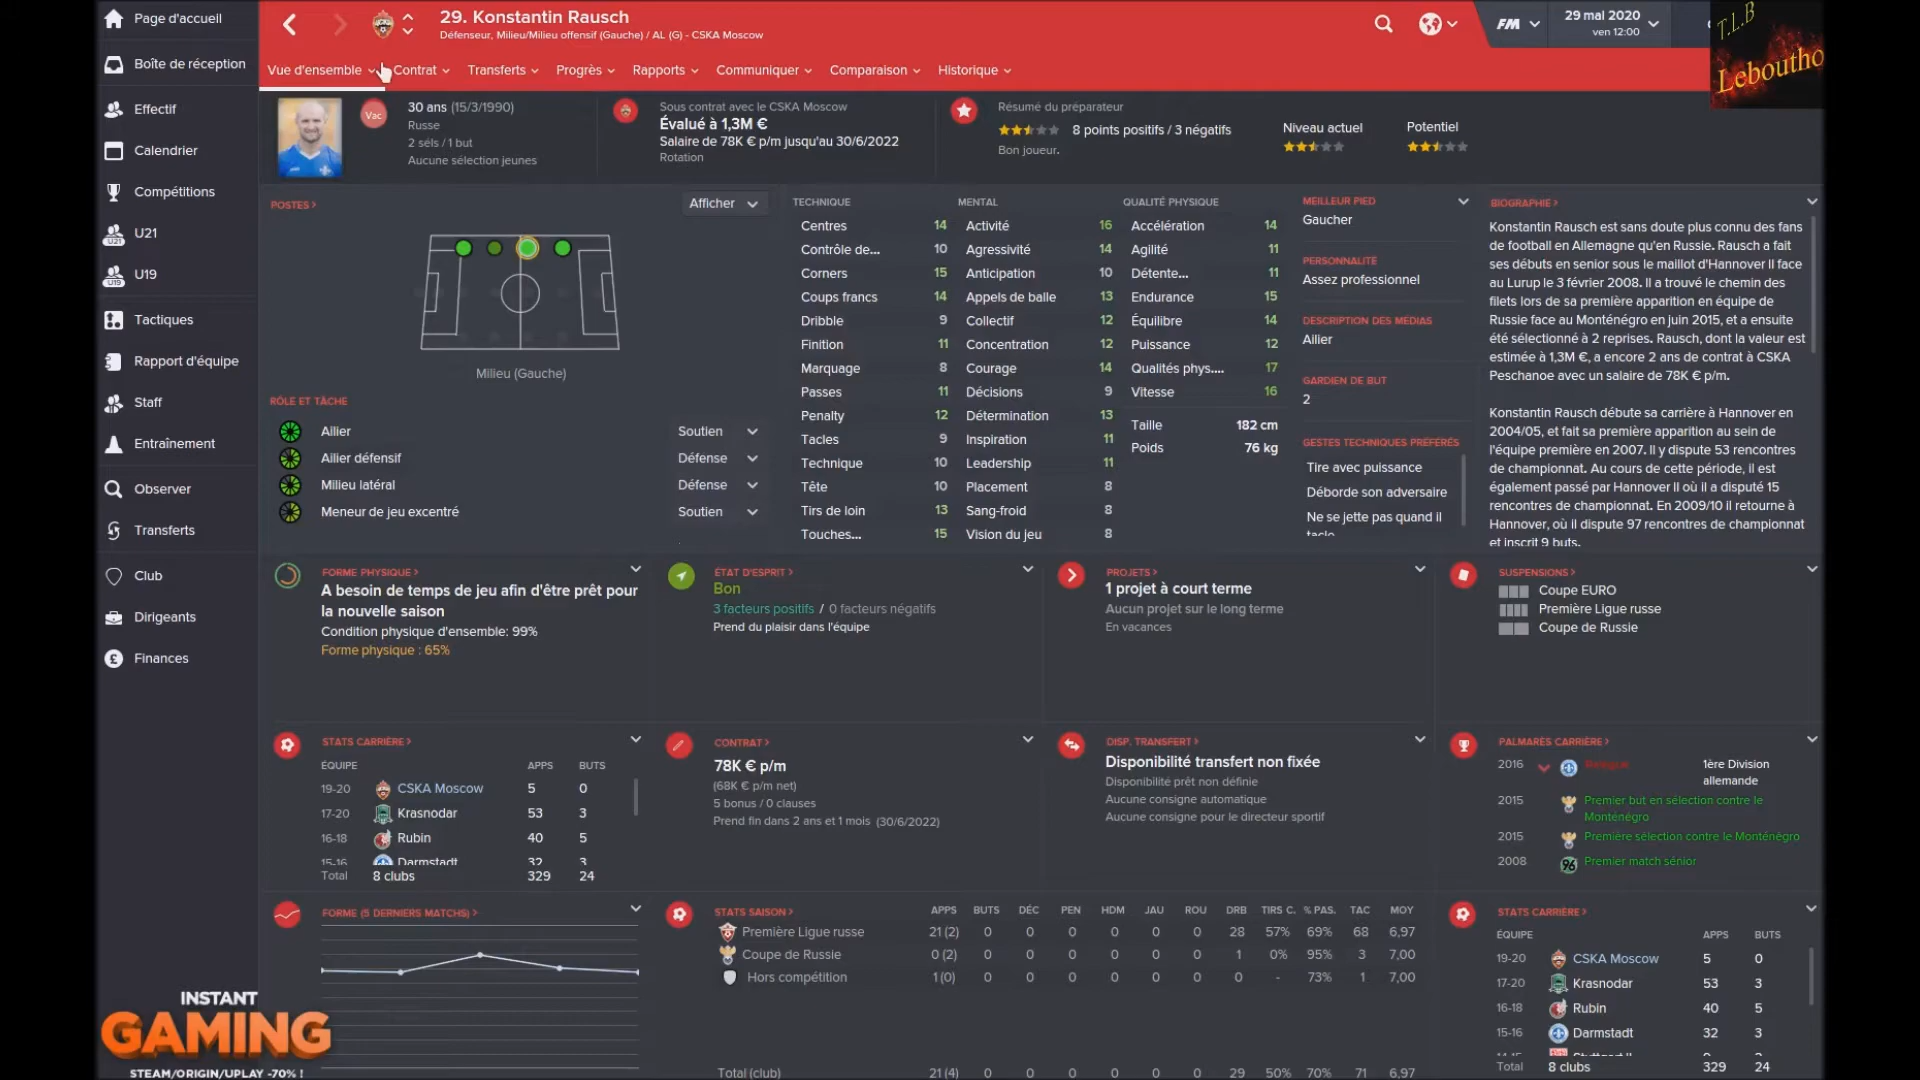 Page d'accueil
Boîte de réception
Effectif
Calendrier
Compétitions
U21
U19
Tactiques
Rapport d'équipe
Staff
Entraînement
Observer
Transferts
Club
Dirigeants
Finances
INSTANT
GAMING
STEAM/ORIGIN/UPLAY -70% !
29. Konstantin Rausch
Défenseur, Milieu/Milieu offensif (Gauche) / AL (G) - CSKA Moscow
FM
29 mai 2020
ven 12:00
T.L.B
Leboutho
Vue d'ensemble Contrat Transferts Progrès Rapports Communiquer Comparaison Historique
Vac
30 ans (15/3/1990)
Russe
2 séls / 1 but
Aucune sélection jeunes
Sous contrat avec le CSKA Moscow
Évalué à 1,3M €
Salaire de 78K € p/m jusqu'au 30/6/2022
Rotation
Résumé du préparateur
8 points positifs / 3 négatifs
Bon joueur.
Niveau actuel
Potentiel
POSTES >
Afficher
Milieu (Gauche)
RÔLE ET TÂCHE
Ailier Soutien
Ailier défensif Défense
Milieu latéral Défense
Meneur de jeu excentré Soutien
TECHNIQUE
Centres 14
Contrôle de... 10
Corners 15
Coups francs 14
Dribble 9
Finition 11
Marquage 8
Passes 11
Penalty 12
Tacles 9
Technique 10
Tête 10
Tirs de loin 13
Touches... 15
MENTAL
Activité 16
Agressivité 14
Anticipation 10
Appels de balle 13
Collectif 12
Concentration 12
Courage 14
Décisions 9
Détermination 13
Inspiration 11
Leadership 11
Placement 8
Sang-froid 8
Vision du jeu 8
QUALITÉ PHYSIQUE
Accélération 14
Agilité 11
Détente... 11
Endurance 15
Équilibre 14
Puissance 12
Qualités phys.... 17
Vitesse 16
Taille 182 cm
Poids 76 kg
MEILLEUR PIED
Gaucher
PERSONNALITÉ
Assez professionnel
DESCRIPTION DES MÉDIAS
Ailier
GARDIEN DE BUT
2
GESTES TECHNIQUES PRÉFÉRÉS
Tire avec puissance
Déborde son adversaire
Ne se jette pas quand il
tacle
BIOGRAPHIE >
Konstantin Rausch est sans doute plus connu des fans
de football en Allemagne qu'en Russie. Rausch a fait
ses débuts en senior sous le maillot d'Hannover II face
au Lurup le 3 février 2008. Il a trouvé le chemin des
filets lors de sa première apparition en équipe de
Russie face au Monténégro en juin 2015, et a ensuite
été sélectionné à 2 reprises. Rausch, dont la valeur est
estimée à 1,3M €, a encore 2 ans de contrat à CSKA
Peschanoe avec un salaire de 78K € p/m.
Konstantin Rausch débute sa carrière à Hannover en
2004/05, et fait sa première apparition au sein de
l'équipe première en 2007. Il y dispute 53 rencontres
de championnat. Au cours de cette période, il est
également passé par Hannover II où il a disputé 15
rencontres de championnat. En 2009/10 il retourne à
Hannover, où il dispute 97 rencontres de championnat
et inscrit 9 buts.
FORME PHYSIQUE >
A besoin de temps de jeu afin d'être prêt pour
la nouvelle saison
Condition physique d'ensemble: 99%
Forme physique : 65%
ÉTAT D'ESPRIT >
Bon
3 facteurs positifs / 0 facteurs négatifs
Prend du plaisir dans l'équipe
PROJETS >
1 projet à court terme
Aucun projet sur le long terme
En vacances
SUSPENSIONS >
Coupe EURO
Première Ligue russe
Coupe de Russie
STATS CARRIÈRE >
ÉQUIPE APPS BUTS
19-20 CSKA Moscow 5 0
17-20 Krasnodar 53 3
16-18 Rubin 40 5
15-16 Darmstadt 32 3
Total 8 clubs 329 24
CONTRAT >
78K € p/m
(68K € p/m net)
5 bonus / 0 clauses
Prend fin dans 2 ans et 1 mois (30/6/2022)
DISP. TRANSFERT >
Disponibilité transfert non fixée
Disponibilité prêt non définie
Aucune consigne automatique
Aucune consigne pour le directeur sportif
PALMARÈS CARRIÈRE >
2016 1ère Division
allemande
2015 Premier but en sélection contre le
Monténégro
2015 Première sélection contre le Monténégro
2008 96 Premier match sénior
FORME (5 DERNIERS MATCHS) >
STATS SAISON > APPS BUTS DÉC PEN HDM JAU ROU DRB TIRS C. % PAS. TAC MOY
Première Ligue russe 21 (2) 0 0 0 0 0 0 28 57% 69% 68 6,97
Coupe de Russie 0 (2) 0 0 0 0 0 0 1 0% 95% 3 7,00
Hors compétition 1 (0) 0 0 0 0 0 0 0 - 73% 1 7,00
Total (club) 21 (4) 0 0 0 0 0 0 29 50% 70% 71 6,97
STATS CARRIÈRE >
ÉQUIPE APPS BUTS
19-20 CSKA Moscow 5 0
17-20 Krasnodar 53 3
16-18 Rubin 40 5
15-16 Darmstadt 32 3
Total 8 clubs 329 24